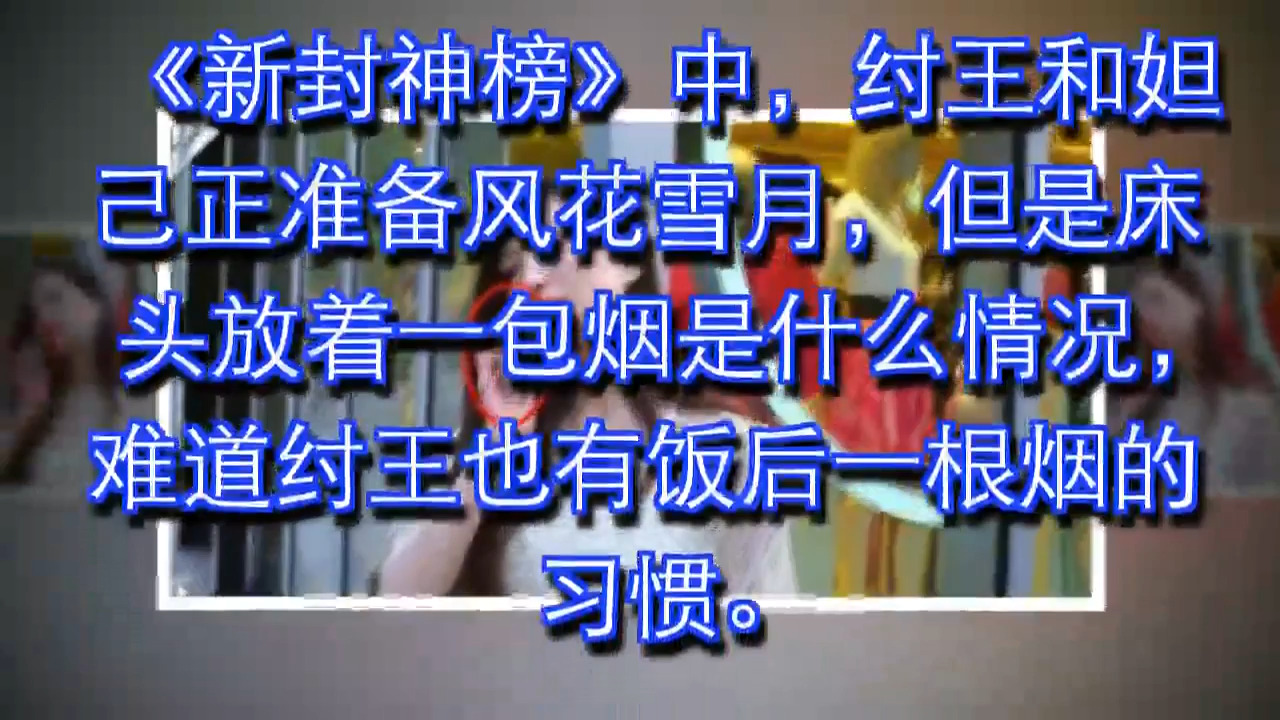 《新封神榜》中，纣王和妲
己正准备风花雪月，但是床
头放着一包烟是什么情况，
难道纣王也有饭后一根烟的
习惯。